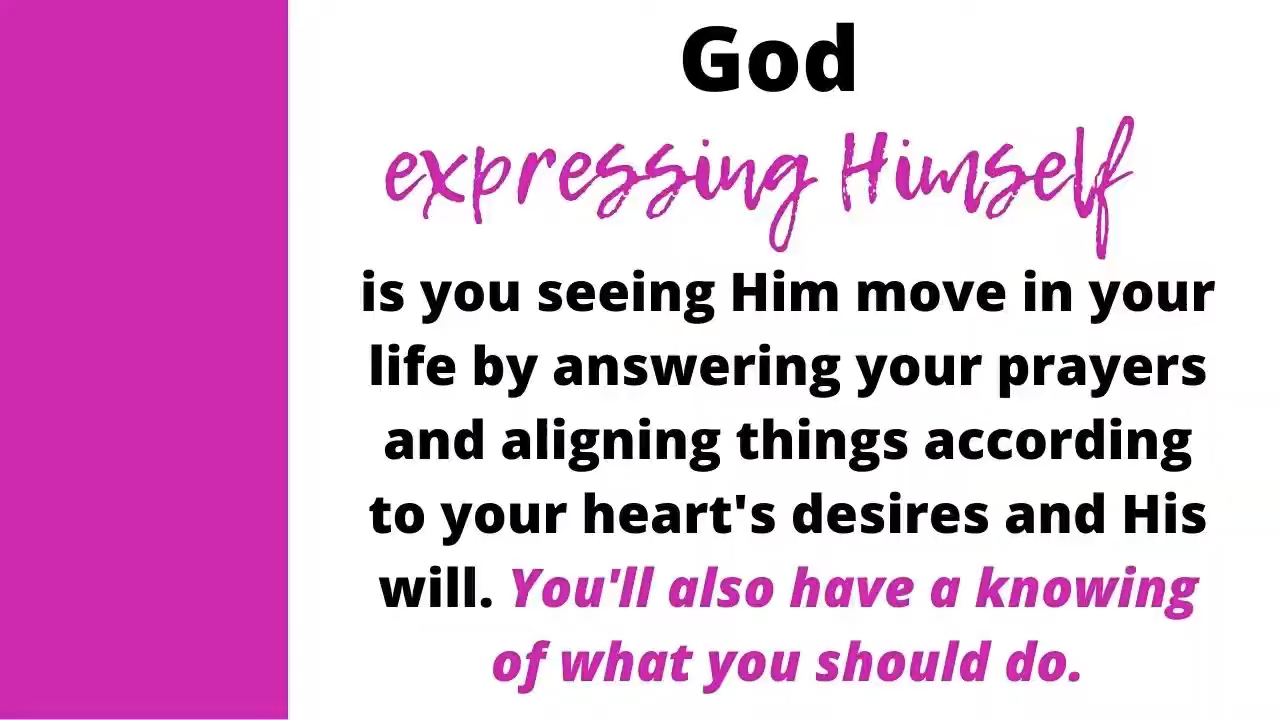 God
expressing Himself
is you seeing Him move in your
life by answering your prayers
and aligning things according
to your heart's desires and His
will. You'll also have a knowing
of what you should do.